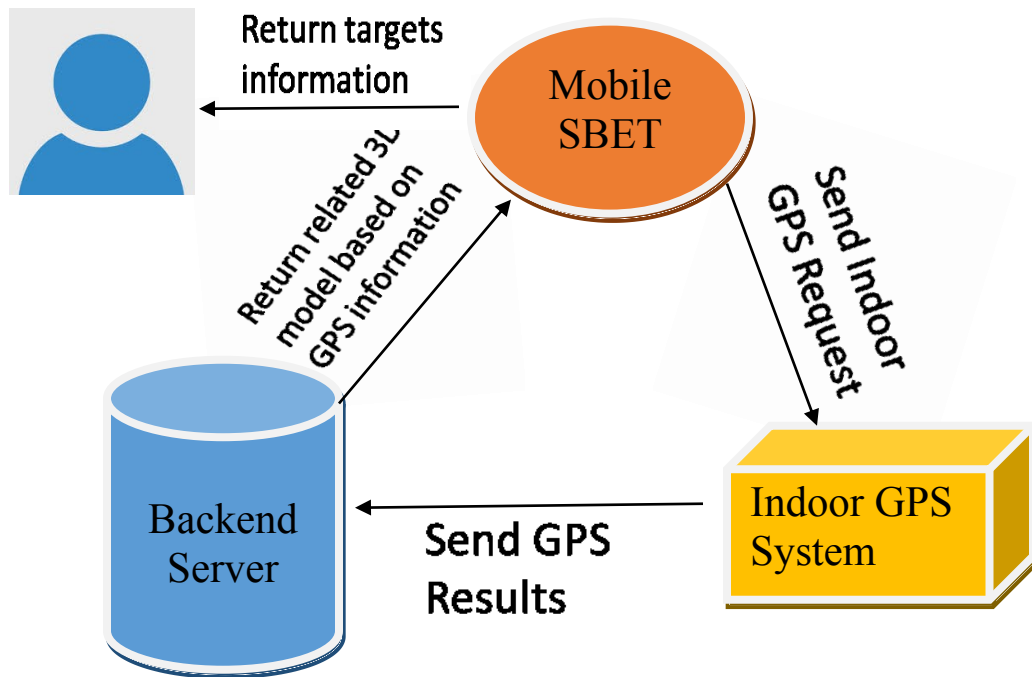 Return targets
information
Mobile
SBET
Return related 3D
model based on
GPS information
Send Indoor
GPS Request
Backend
Server
Send GPS
Results
Indoor GPS
System